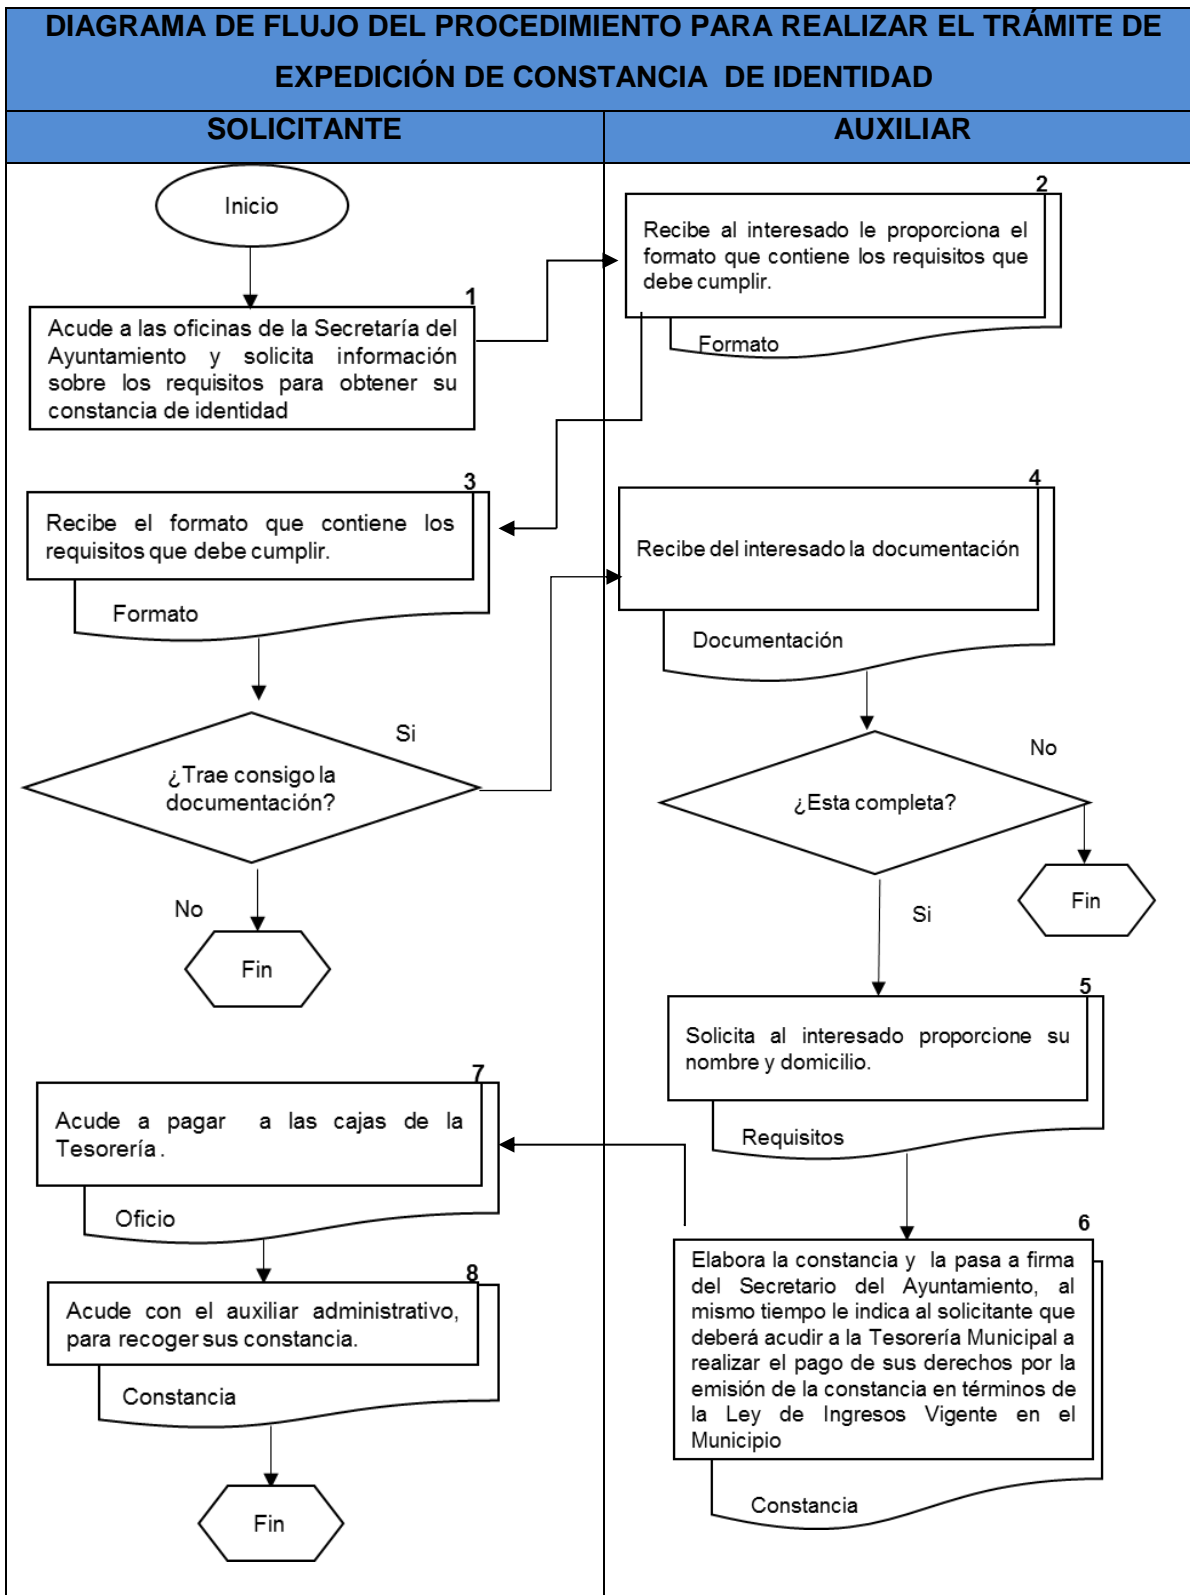 DIAGRAMA DE FLUJO DEL PROCEDIMIENTO PARA REALIZAR EL TRÁMITE DE
EXPEDICIÓN DE CONSTANCIA DE IDENTIDAD
SOLICITANTE
AUXILIAR
Inicio
1
Acude a las oficinas de la Secretaría del
Ayuntamiento y solicita información
sobre los requisitos para obtener su
constancia de identidad
2
Recibe al interesado le proporciona el
formato que contiene los requisitos que
debe cumplir.
Formato
3
Recibe el formato que contiene los
requisitos que debe cumplir.
Formato
¿Trae consigo la
documentación?
Si
No
Fin
4
Recibe del interesado la documentación
Documentación
¿Esta completa?
No
Fin
Si
5
Solicita al interesado proporcione su
nombre y domicilio.
Requisitos
6
Elabora la constancia y la pasa a firma
del Secretario del Ayuntamiento, al
mismo tiempo le indica al solicitante que
deberá acudir a la Tesorería Municipal a
realizar el pago de sus derechos por la
emisión de la constancia en términos de
la Ley de Ingresos Vigente en el
Municipio
Constancia
7
Acude a pagar a las cajas de la
Tesorería .
Oficio
8
Acude con el auxiliar administrativo,
para recoger sus constancia.
Constancia
Fin